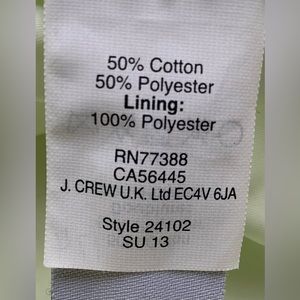 50% Cotton
50% Polyester
Lining:
100% Polyester
RN77388
CA56445
J. CREW U.K. Ltd EC4V 6JA
Style 24102
SU 13